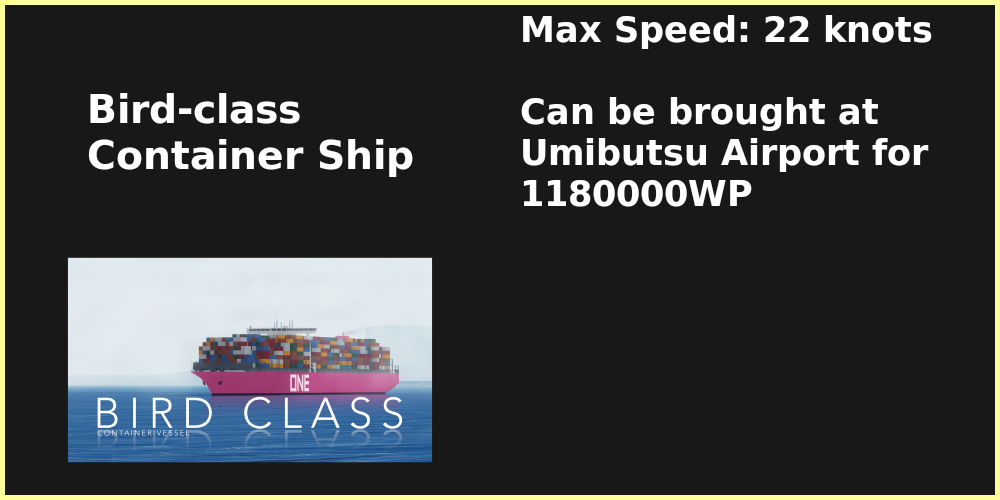 Bird-class
Container Ship
ONE
BIRD CLASS
CONTAINER VESSEL
Max Speed: 22 knots
Can be brought at
Umibutsu Airport for
1180000WP